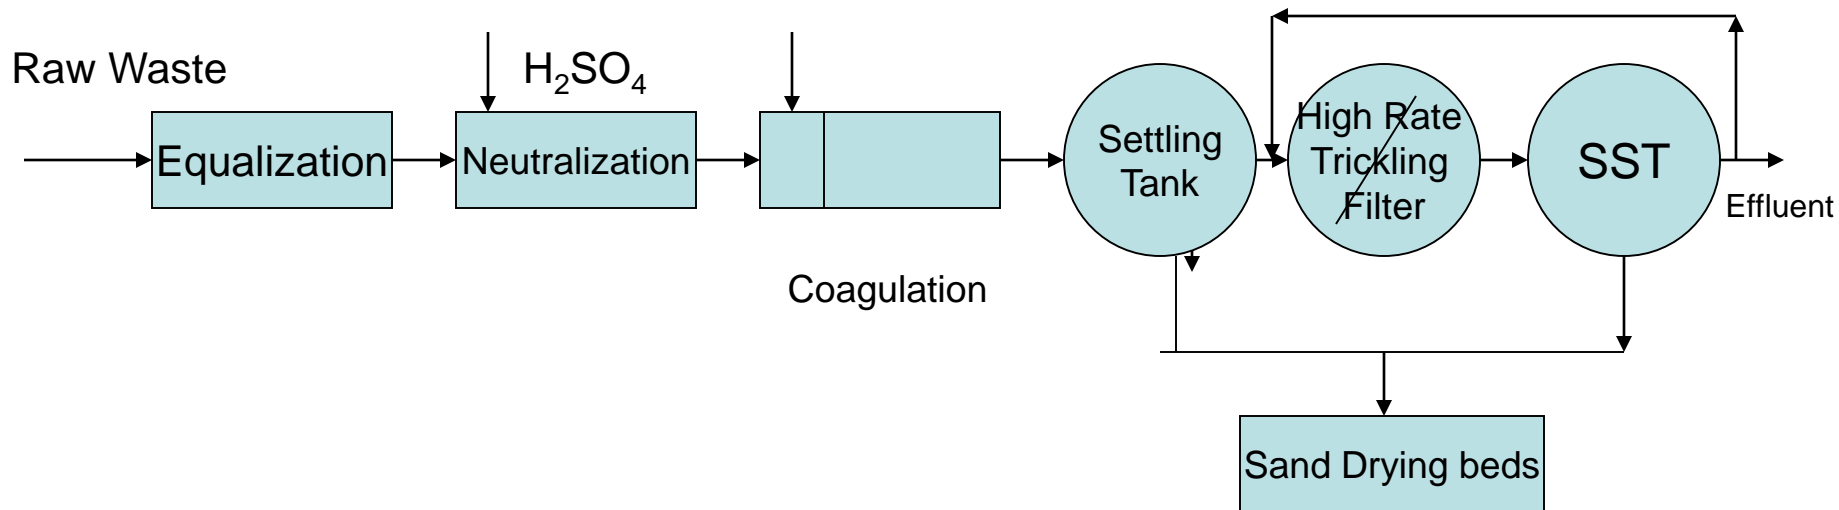 Raw Waste
H₂SO₄
Equalization
Neutralization
Coagulation
Settling
Tank
High Rate
Trickling
Filter
SST
Effluent
Sand Drying beds